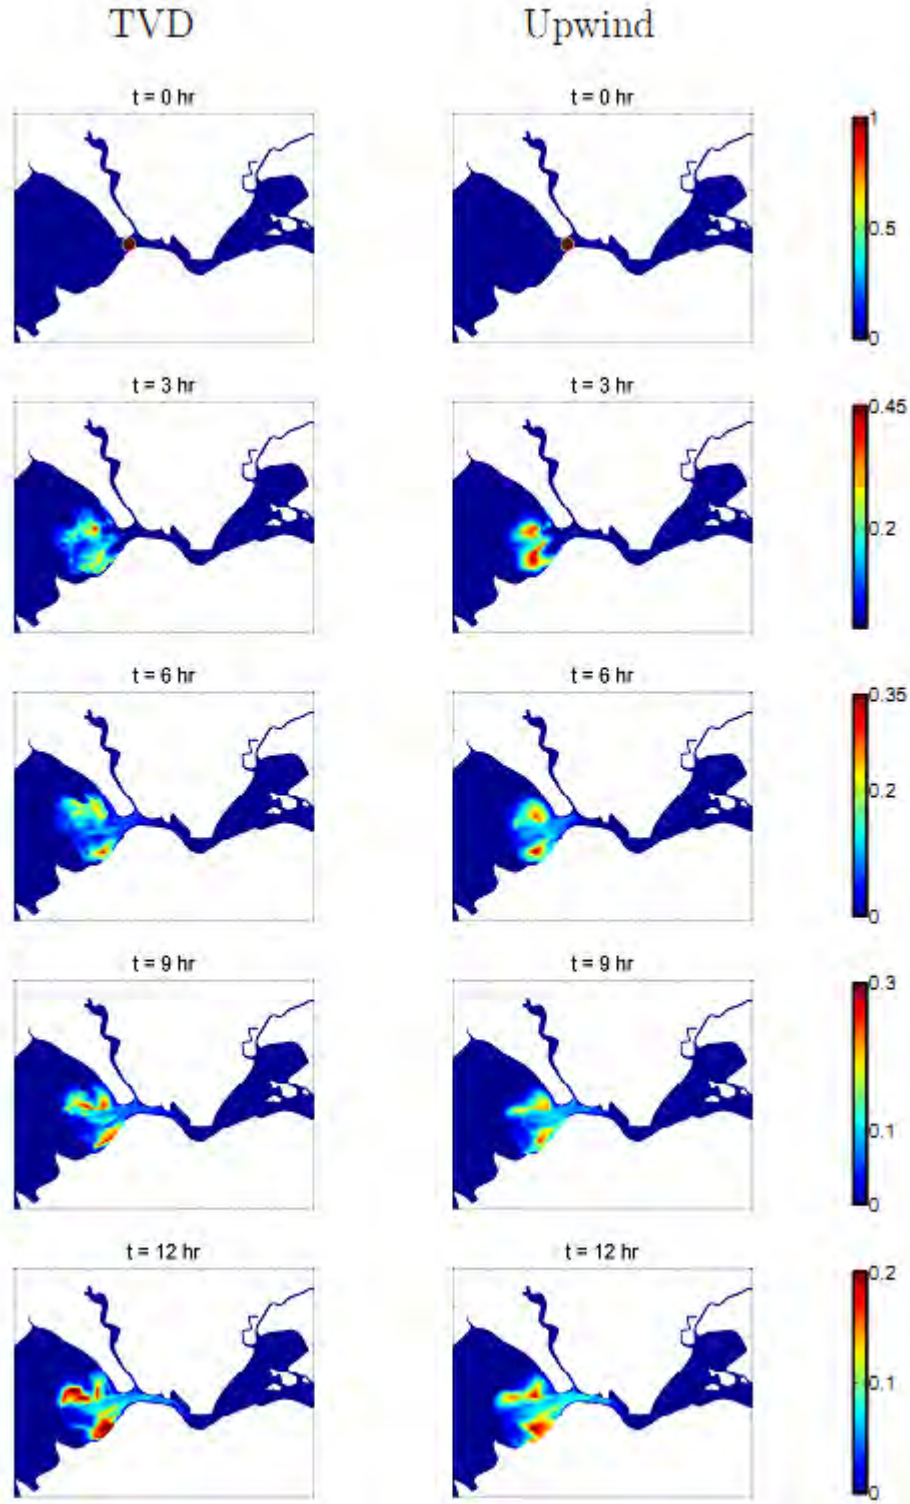 TVD Upwind
t = 0 hr t = 0 hr
1
0.5
0
t = 3 hr t = 3 hr
0.45
0.2
t = 6 hr t = 6 hr
0.35
0.2
0
t = 9 hr t = 9 hr
0.3
0.1
0
t = 12 hr t = 12 hr
0.2
0.1
0